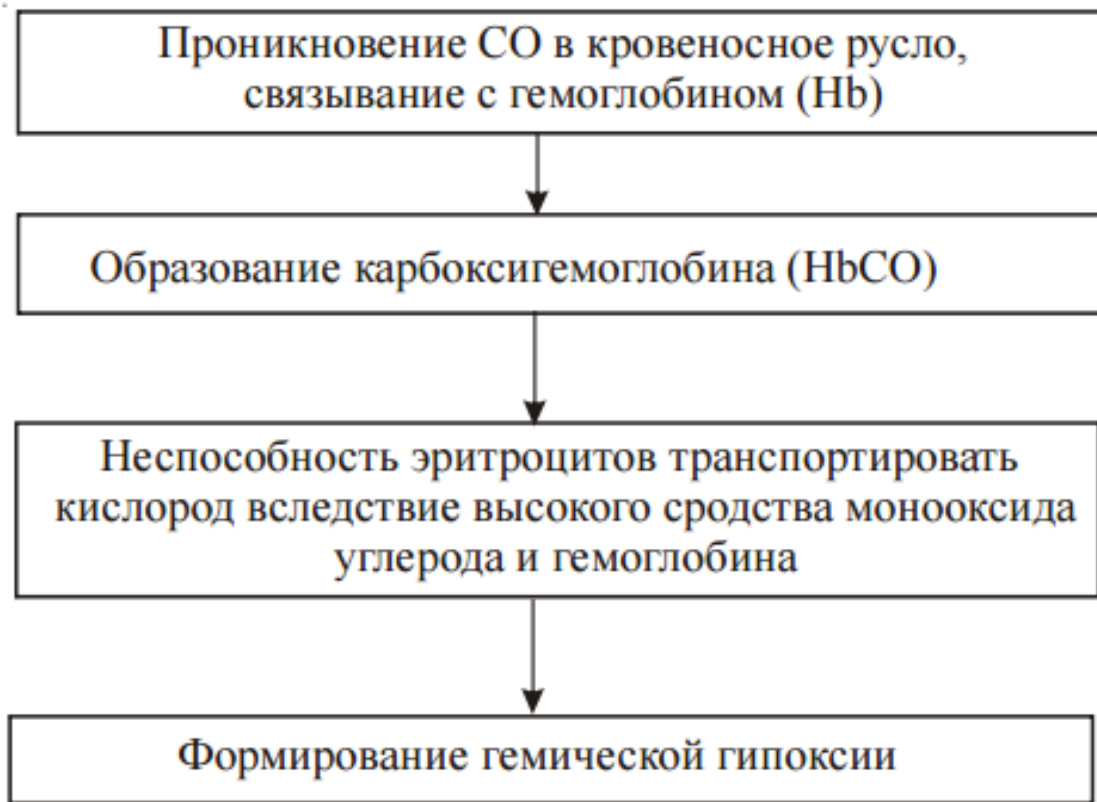 Проникновение СО в кровеносное русло,
связывание с гемоглобином (Hb)
Образование карбоксигемоглобина (HbCO)
Неспособность эритроцитов транспортировать
кислород вследствие высокого сродства монооксида
углерода и гемоглобина
Формирование гемической гипоксии